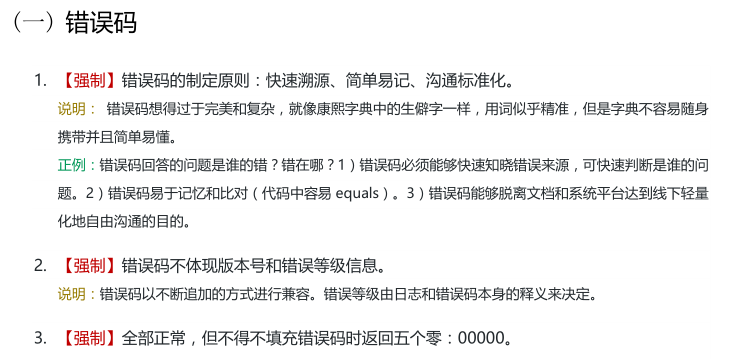 （一）错误码
1. 【强制】错误码的制定原则：快速溯源、简单易记、沟通标准化。
说明： 错误码想得过于完美和复杂，就像康熙字典中的生僻字一样，用词似乎精准，但是字典不容易随身
携带并且简单易懂。
正例：错误码回答的问题是谁的错？错在哪？1）错误码必须能够快速知晓错误来源，可快速判断是谁的问
题。2）错误码易于记忆和比对（代码中容易 equals）。3）错误码能够脱离文档和系统平台达到线下轻量
化地自由沟通的目的。
2. 【强制】错误码不体现版本号和错误等级信息。
说明：错误码以不断追加的方式进行兼容。错误等级由日志和错误码本身的释义来决定。
3. 【强制】全部正常，但不得不填充错误码时返回五个零：00000。